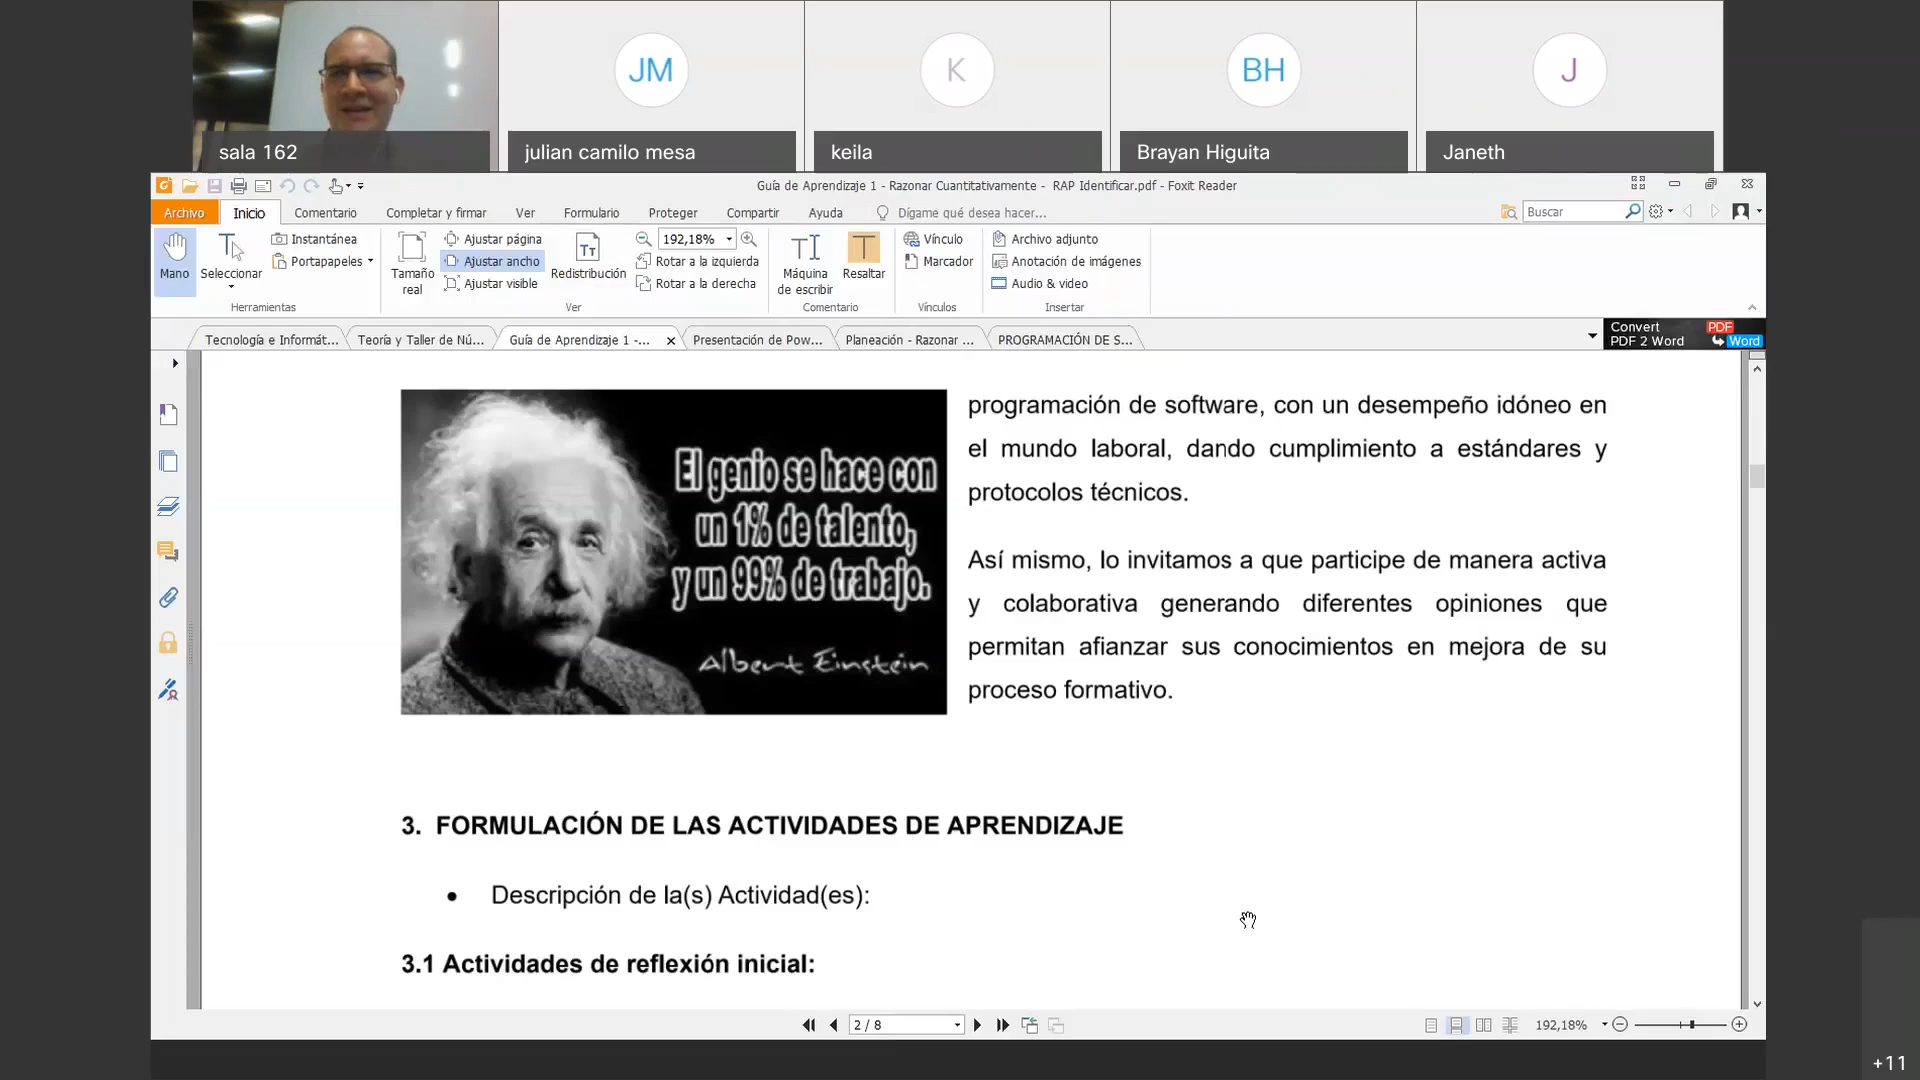 JM
K
BH
J
sala 162
julian camilo mesa
keila
Brayan Higuita
Janeth
Guía de Aprendizaje 1 - Razonar Cuantitativamente - RAP Identificar.pdf - Foxit Reader
Archivo
Inicio
Comentario
Completar y firmar
Ver
Formulario
Proteger
Compartir
Ayuda
Dígame qué desea hacer...
Buscar
Mano
Seleccionar
Instantánea
Portapapeles
Herramientas
Tamaño
real
Ajustar página
Ajustar ancho
Ajustar visible
Redistribución
192,18%
Rotar a la izquierda
Rotar a la derecha
Ver
Máquina
de escribir
Resaltar
Comentario
Vínculo
Marcador
Vínculos
Archivo adjunto
Anotación de imágenes
Audio & video
Insertar
Tecnología e Informát...
Teoría y Taller de Nú...
Guía de Aprendizaje 1 -...
Presentación de Pow...
Planeación - Razonar ...
PROGRAMACIÓN DE S...
Convert
PDF 2 Word
PDF
Word
El genio se hace con
un 1% de talento,
y un 99% de trabajo.
Albert Einstein
programación de software, con un desempeño idóneo en
el mundo laboral, dando cumplimiento a estándares y
protocolos técnicos.
Así mismo, lo invitamos a que participe de manera activa
y colaborativa generando diferentes opiniones que
permitan afianzar sus conocimientos en mejora de su
proceso formativo.
3. FORMULACIÓN DE LAS ACTIVIDADES DE APRENDIZAJE
• Descripción de la(s) Actividad(es):
3.1 Actividades de reflexión inicial:
2 / 8
192,18%
+11